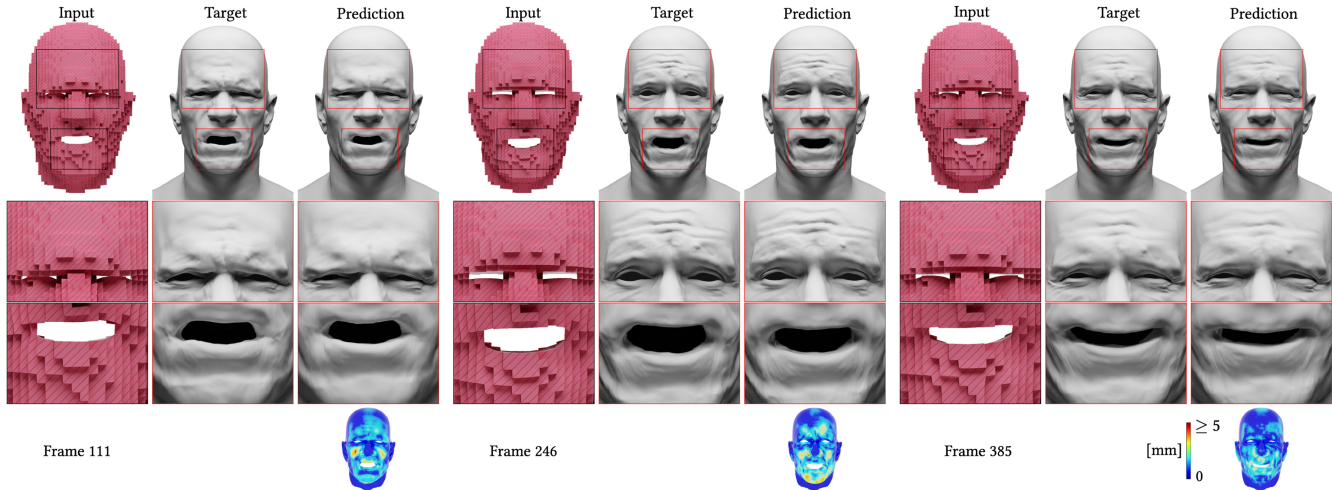 Input Target Prediction Input Target Prediction Input Target Prediction
Frame 111
Frame 246
Frame 385
[mm]
≥ 5
0